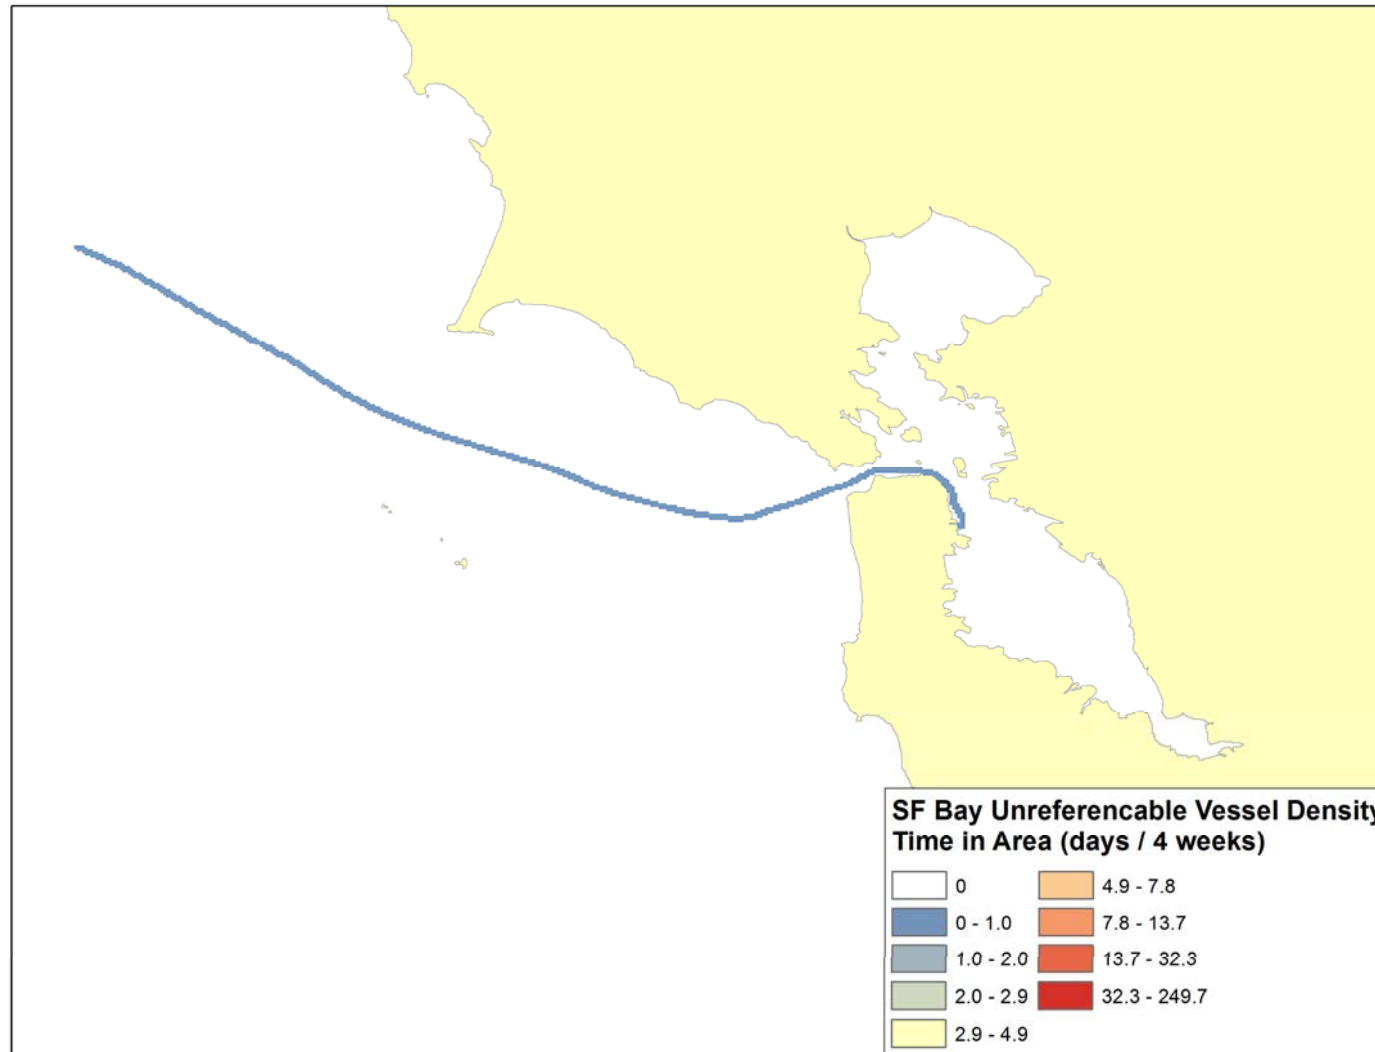 SF Bay Unreferencable Vessel Density
Time in Area (days / 4 weeks)
0
0 - 1.0
1.0 - 2.0
2.0 - 2.9
2.9 - 4.9
4.9 - 7.8
7.8 - 13.7
13.7 - 32.3
32.3 - 249.7